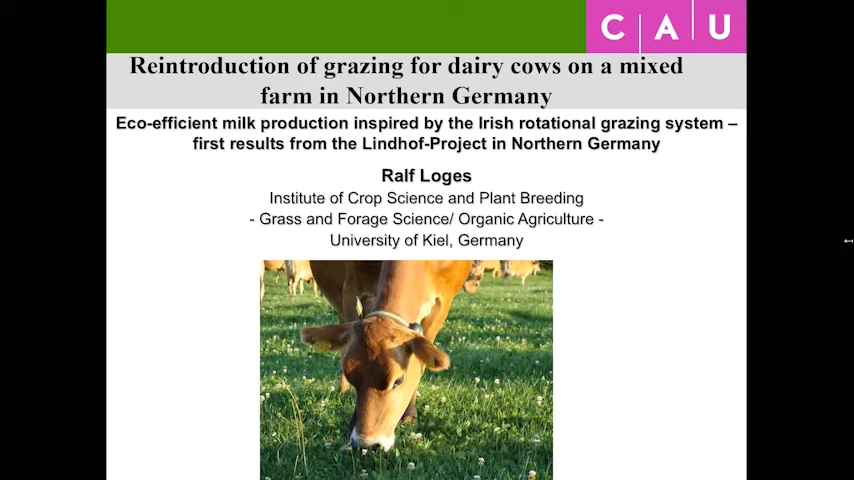 CAU
Reintroduction of grazing for dairy cows on a mixed
farm in Northern Germany
Eco-efficient milk production inspired by the Irish rotational grazing system –
first results from the Lindhof-Project in Northern Germany
Ralf Loges
Institute of Crop Science and Plant Breeding
- Grass and Forage Science/ Organic Agriculture -
University of Kiel, Germany